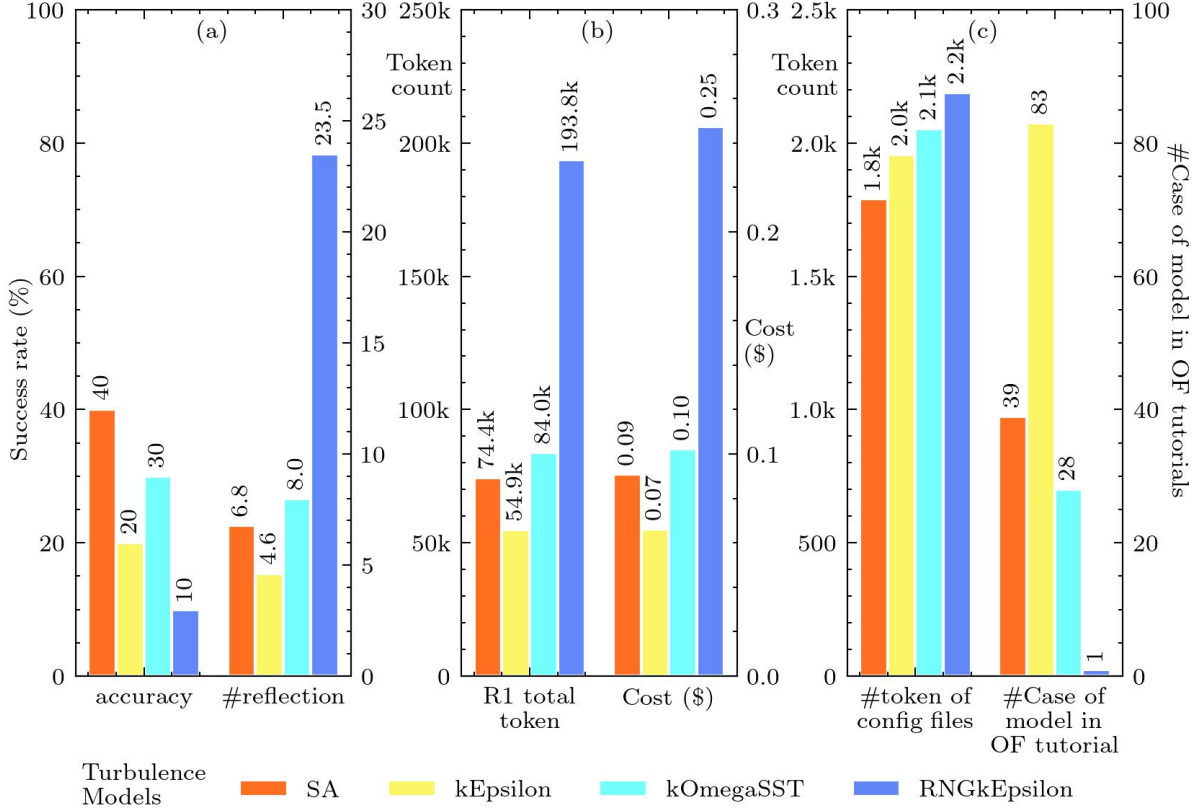 (a)
Success rate (%)
100
80
60
40
20
0
40
20
30
10
6.8
4.6
8.0
23.5
accuracy
#reflection
30
25
20
15
10
5
0
(b)
250k
Token
count
200k
150k
100k
50k
0
74.4k
54.9k
84.0k
193.8k
0.09
0.07
0.10
0.25
R1 total
token
Cost ($)
0.3
0.2
Cost
($)
0.1
0.0
(c)
2.5k
Token
count
2.0k
1.5k
1.0k
500
0
1.8k
2.0k
2.1k
2.2k
39
83
28
1
#token of
config files
#Case of
model in
OF tutorial
100
80
60
40
20
0
#Case of model in OF tutorials
Turbulence
Models
SA
kEpsilon
kOmegaSST
RNGkEpsilon